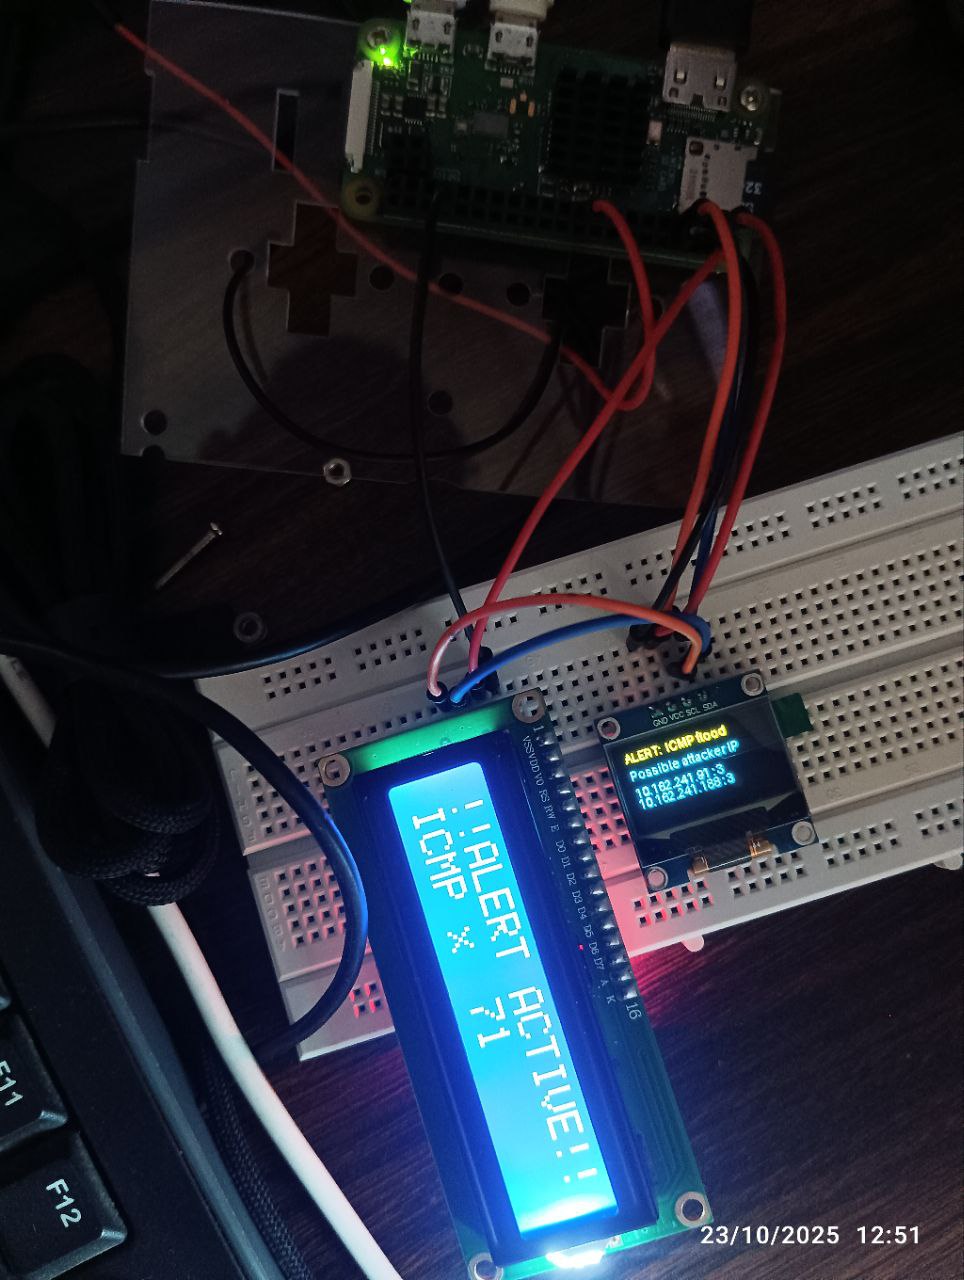 GND VCC SCL SDA
ALERT: ICMP flood
Possible attacker IP
10.162.241.91:3
10.162.241.188:3
!!ALERT ACTIVE!!
ICMP x 71
1
VSS VDD VO RS RW E D0 D1 D2 D3 D4 D5 D6 D7 A K
16
F11
F12
23/10/2025 12:51